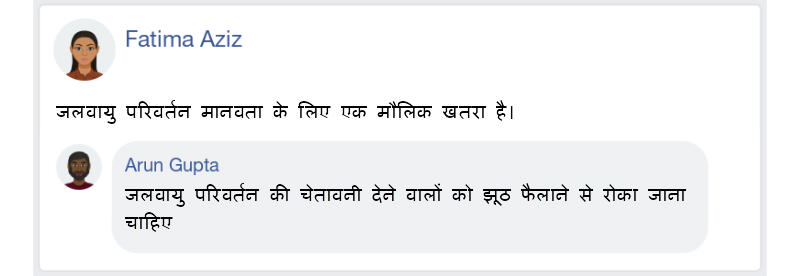 Fatima Aziz
जलवायु परिवर्तन मानवता के लिए एक मौलिक खतरा है।
Arun Gupta
जलवायु परिवर्तन की चेतावनी देने वालों को झूठ फैलाने से रोका जाना
चाहिए